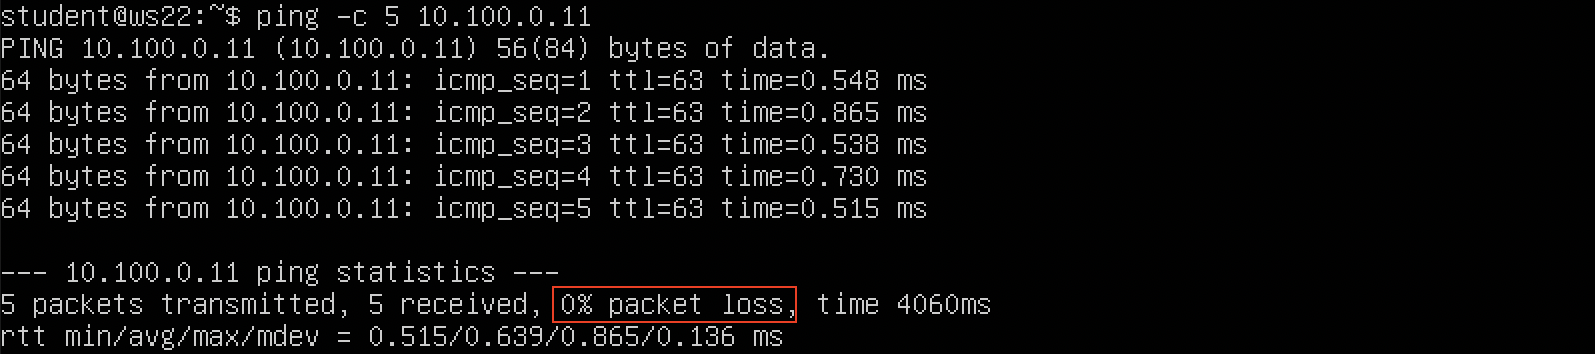 student@ws22:~$ ping -c 5 10.100.0.11
PING 10.100.0.11 (10.100.0.11) 56(84) bytes of data.
64 bytes from 10.100.0.11: icmp_seq=1 ttl=63 time=0.548 ms
64 bytes from 10.100.0.11: icmp_seq=2 ttl=63 time=0.865 ms
64 bytes from 10.100.0.11: icmp_seq=3 ttl=63 time=0.538 ms
64 bytes from 10.100.0.11: icmp_seq=4 ttl=63 time=0.730 ms
64 bytes from 10.100.0.11: icmp_seq=5 ttl=63 time=0.515 ms
--- 10.100.0.11 ping statistics ---
5 packets transmitted, 5 received, 0% packet loss, time 4060ms
rtt min/avg/max/mdev = 0.515/0.639/0.865/0.136 ms